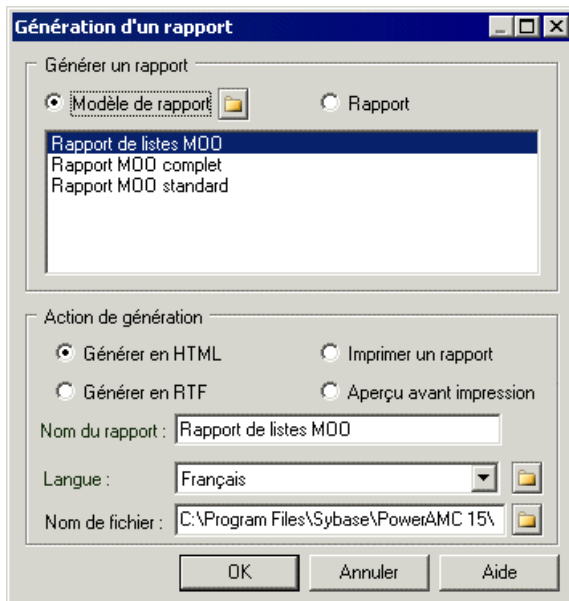 Génération d'un rapport
Générer un rapport
Modèle de rapport Rapport
Rapport de listes MOO
Rapport MOO complet
Rapport MOO standard
Action de génération
Générer en HTML Imprimer un rapport
Générer en RTF Aperçu avant impression
Nom du rapport : Rapport de listes MOO
Langue : Français
Nom de fichier : C:\Program Files\Sybase\PowerAMC 15\
OK Annuler Aide